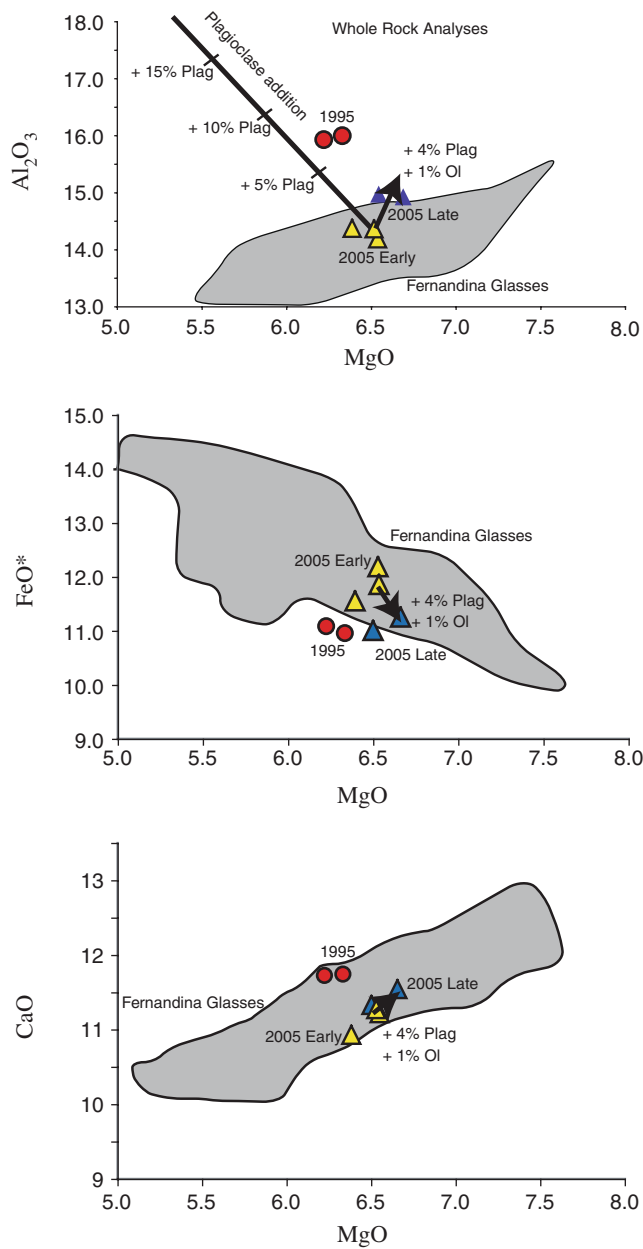 Whole Rock Analyses
18.0
17.0
16.0
15.0
14.0
13.0
Al2O3
Plagioclase addition
+ 15% Plag
+ 10% Plag
+ 5% Plag
1995
+ 4% Plag
+ 1% Ol
2005 Late
2005 Early
Fernandina Glasses
5.0 5.5 6.0 6.5 7.0 7.5 8.0
MgO
15.0
14.0
13.0
12.0
11.0
10.0
9.0
FeO*
Fernandina Glasses
2005 Early
+ 4% Plag
+ 1% Ol
1995
2005 Late
5.0 5.5 6.0 6.5 7.0 7.5 8.0
MgO
13
12
11
10
9
CaO
1995
2005 Late
Fernandina Glasses
2005 Early
+ 4% Plag
+ 1% Ol
5.0 5.5 6.0 6.5 7.0 7.5 8.0
MgO